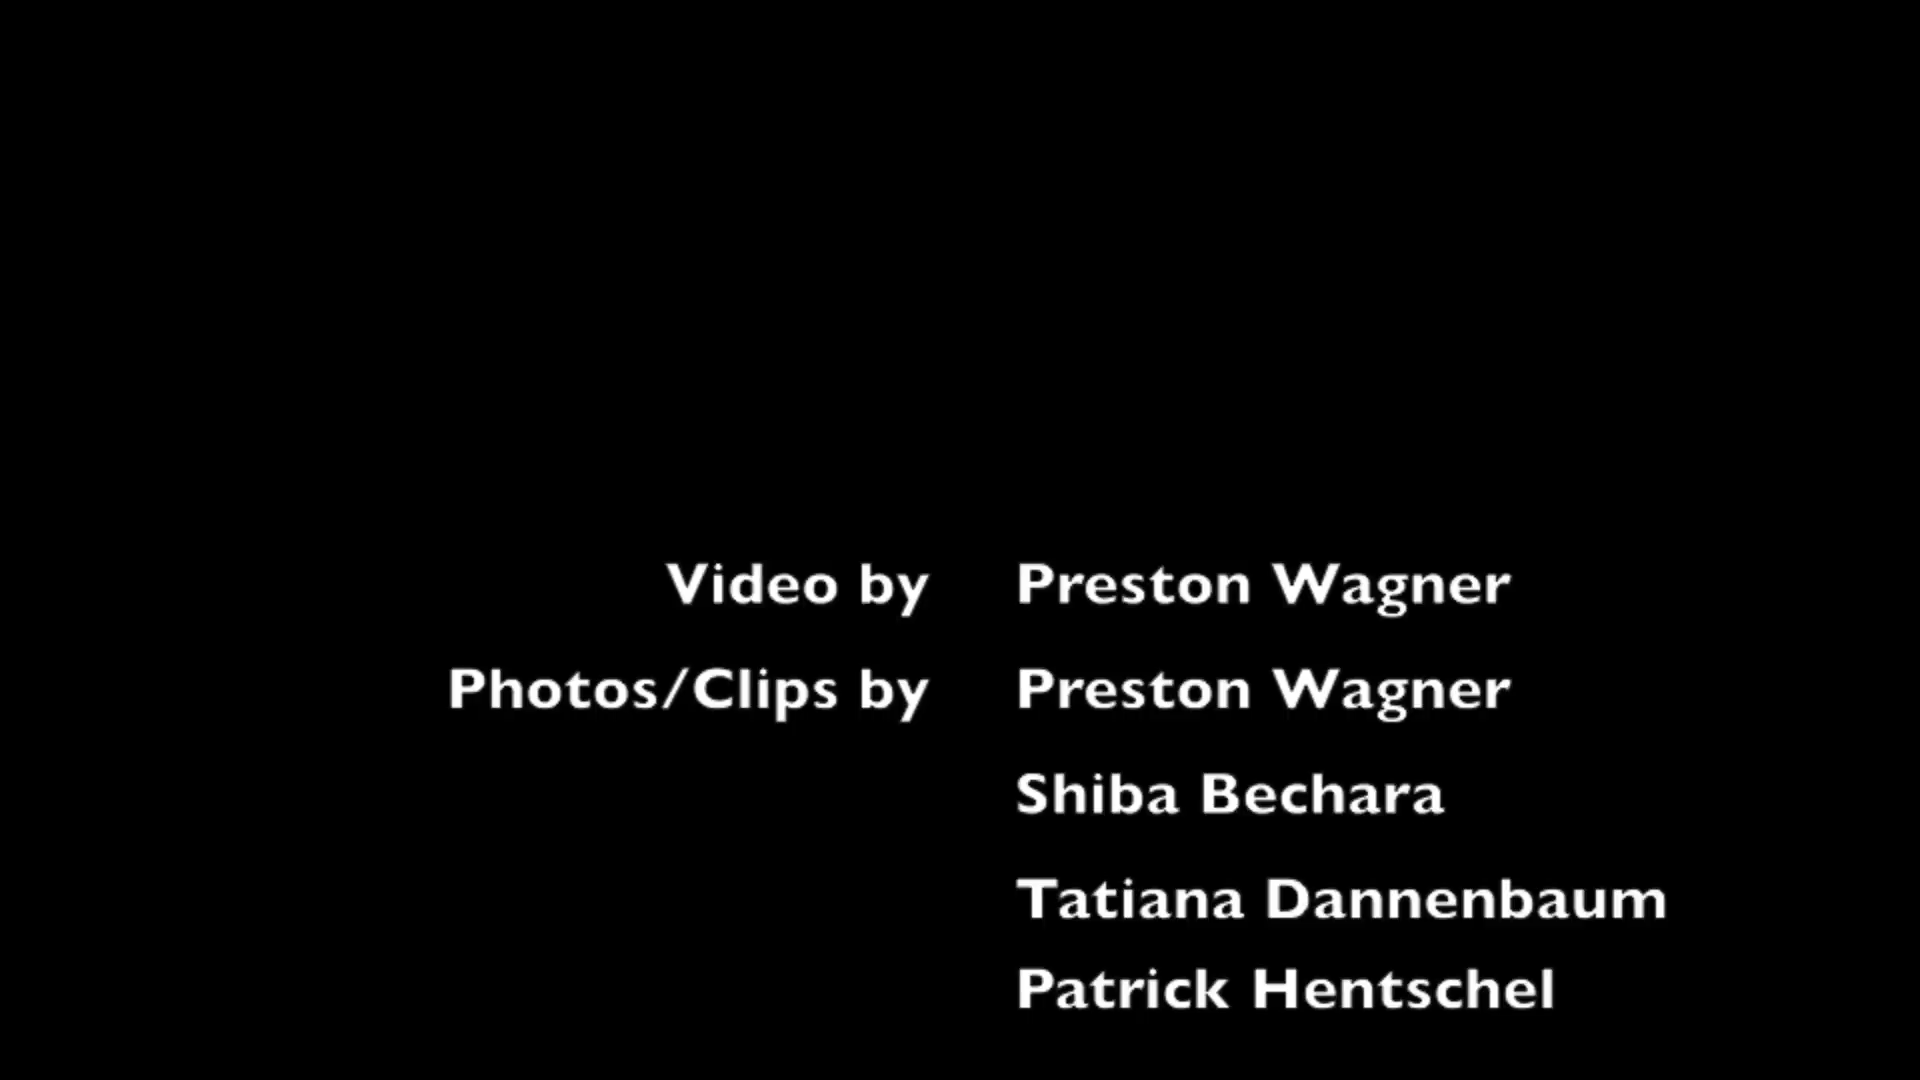 Video by Preston Wagner
Photos/Clips by Preston Wagner
Shiba Bechara
Tatiana Dannenbaum
Patrick Hentschel